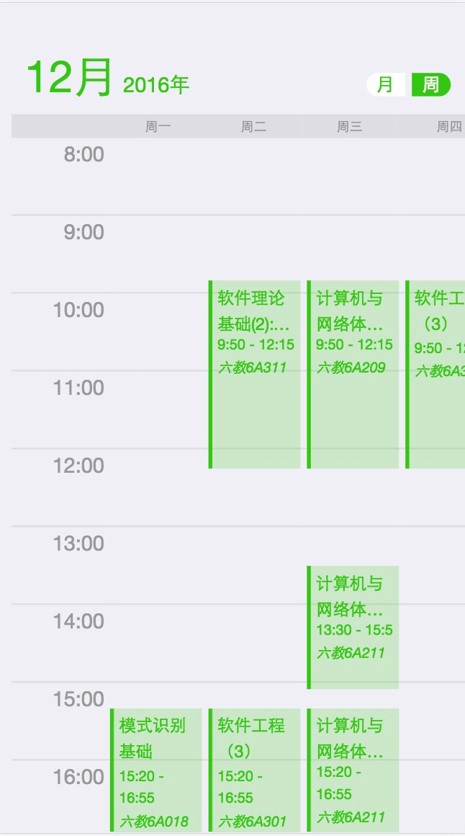 12月 2016年
月 周
周一 周二 周三 周四
8:00
9:00
10:00
11:00
12:00
13:00
14:00
15:00
16:00
软件理论
基础(2):...
9:50 - 12:15
六教6A311
计算机与
网络体...
9:50 - 12:15
六教6A209
软件工
（3）
9:50 - 12
六教6A3
计算机与
网络体...
13:30 - 15:5
六教6A211
模式识别
基础
15:20 -
16:55
六教6A018
软件工程
（3）
15:20 -
16:55
六教6A301
计算机与
网络体...
15:20 -
16:55
六教6A211